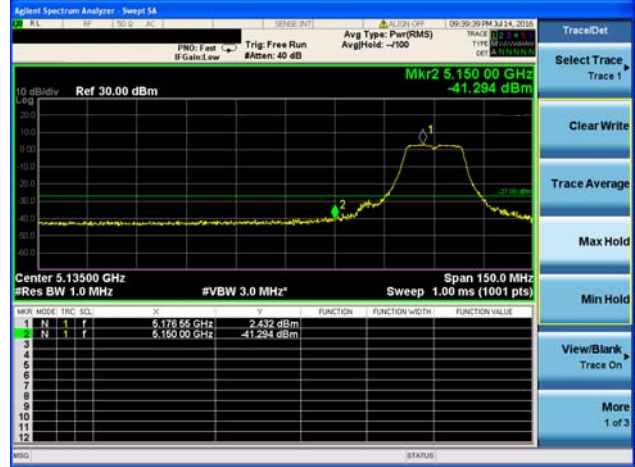 Agilent Spectrum Analyzer - Swept SA
RL RF 50 Ω AC SENSE:INT ALIGN OFF 09:39:39 PM Jul 14, 2016
Avg Type: Pwr(RMS) TRACE 1 2 3 4 5 6
PNO: Fast Trig: Free Run Avg|Hold: --/100 TYPE
IFGain:Low #Atten: 40 dB DET A N N N N N
Mkr2 5.150 00 GHz
10 dB/div Ref 30.00 dBm -41.294 dBm
Log
20.0
10.0
0.00
-10.0
-20.0
-27.00 dBm
-30.0
-40.0
-50.0
-60.0
1
2
Center 5.13500 GHz Span 150.0 MHz
#Res BW 1.0 MHz #VBW 3.0 MHz* Sweep 1.00 ms (1001 pts)
MKR MODE TRC SCL X Y FUNCTION FUNCTION WIDTH FUNCTION VALUE
1 N 1 f 5.176 55 GHz 2.432 dBm
2 N 1 f 5.150 00 GHz -41.294 dBm
3
4
5
6
7
8
9
10
11
12
MSG STATUS
Trace/Det
Select Trace
Trace 1
Clear Write
Trace Average
Max Hold
Min Hold
View/Blank
Trace On
More
1 of 3